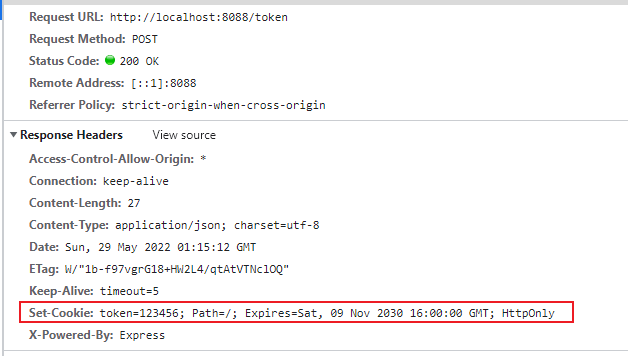 Request URL: http://localhost:8088/token
Request Method: POST
Status Code: 200 OK
Remote Address: [::1]:8088
Referrer Policy: strict-origin-when-cross-origin
Response Headers View source
Access-Control-Allow-Origin: *
Connection: keep-alive
Content-Length: 27
Content-Type: application/json; charset=utf-8
Date: Sun, 29 May 2022 01:15:12 GMT
ETag: W/"1b-f97vgrG18+HW2L4/qtAtVTNclOQ"
Keep-Alive: timeout=5
Set-Cookie: token=123456; Path=/; Expires=Sat, 09 Nov 2030 16:00:00 GMT; HttpOnly
X-Powered-By: Express